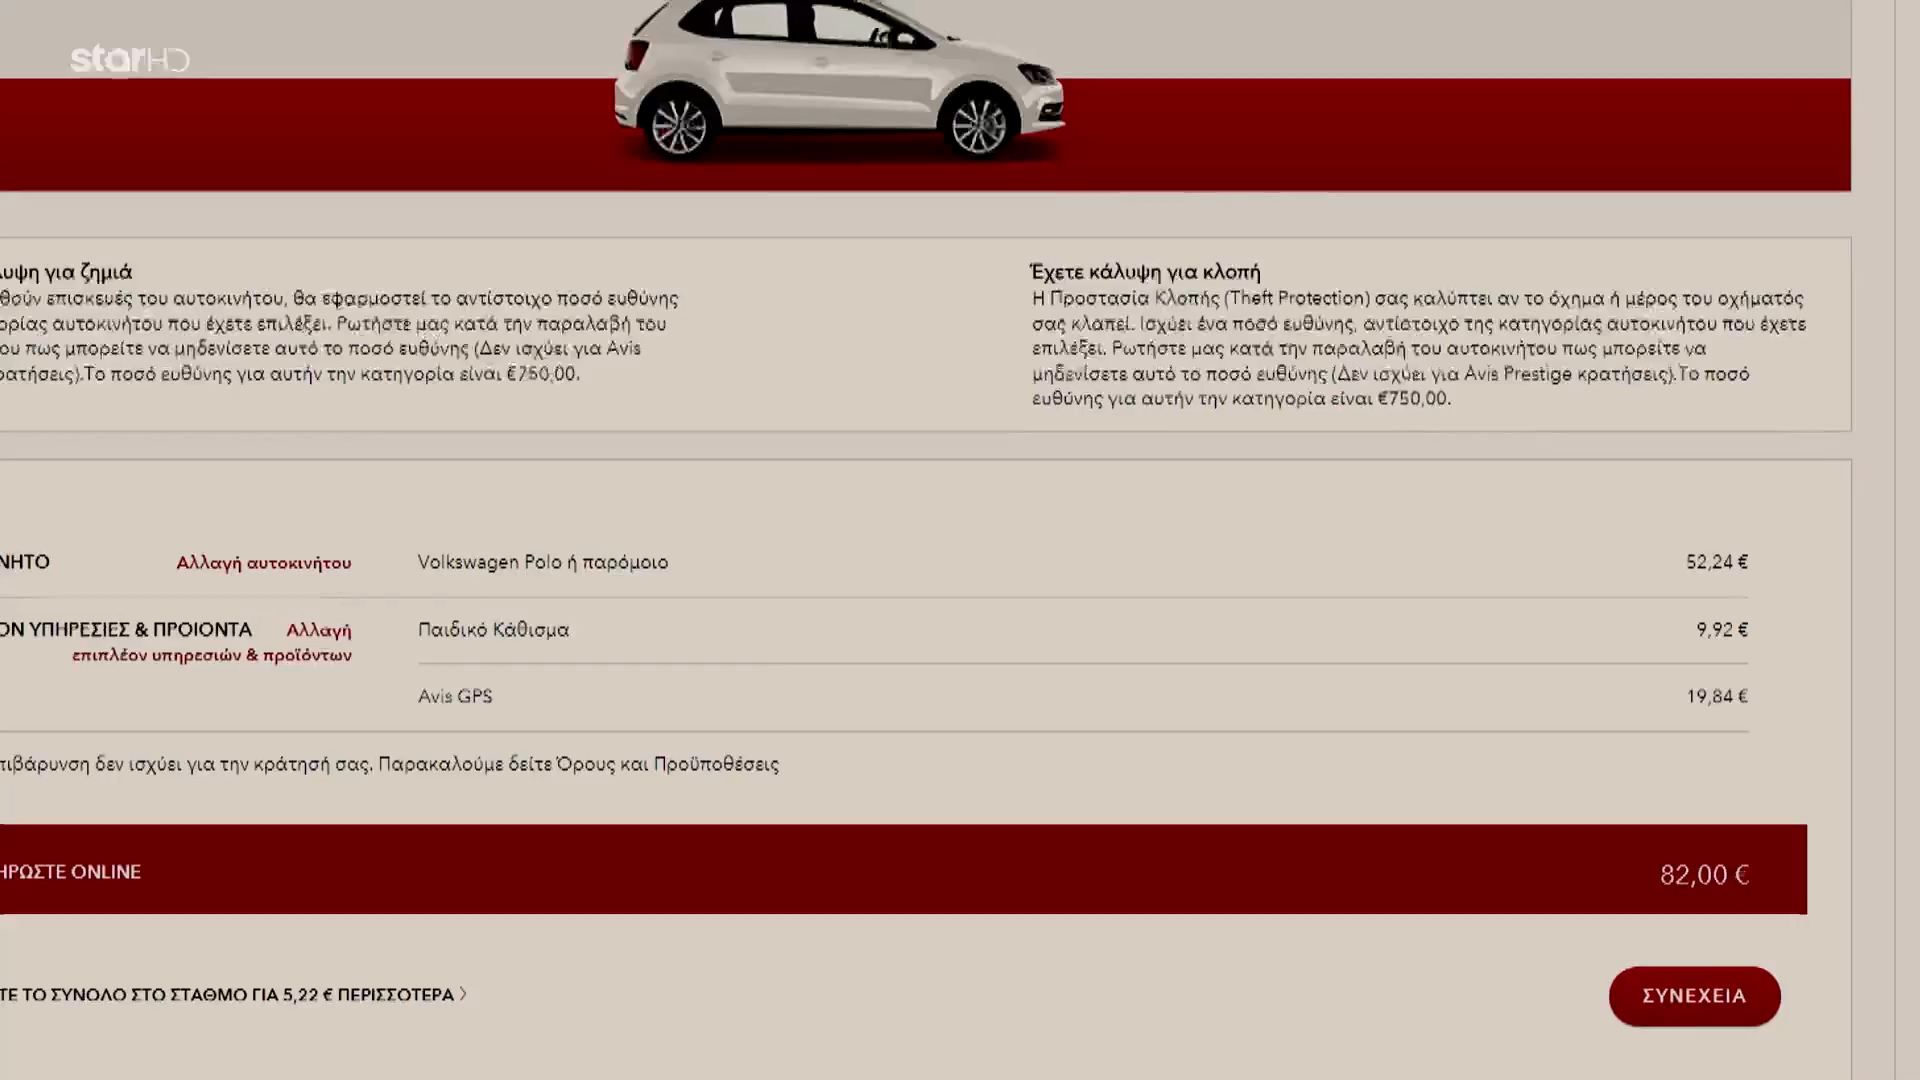 starHD
υψη για ζημιά
θούν επισκευές του αυτοκινήτου, θα εφαρμοστεί το αντίστοιχο ποσό ευθύνης
ορίας αυτοκινήτου που έχετε επιλέξει. Ρωτήστε μας κατά την παραλαβή του
ου πως μπορείτε να μηδενίσετε αυτό το ποσό ευθύνης (Δεν ισχύει για Avis
ρατήσεις).Το ποσό ευθύνης για αυτήν την κατηγορία είναι €750,00.
Έχετε κάλυψη για κλοπή
Η Προστασία Κλοπής (Theft Protection) σας καλύπτει αν το όχημα ή μέρος του οχήματός
σας κλαπεί. Ισχύει ένα ποσό ευθύνης, αντίστοιχο της κατηγορίας αυτοκινήτου που έχετε
επιλέξει. Ρωτήστε μας κατά την παραλαβή του αυτοκινήτου πως μπορείτε να
μηδενίσετε αυτό το ποσό ευθύνης (Δεν ισχύει για Avis Prestige κρατήσεις).Το ποσό
ευθύνης για αυτήν την κατηγορία είναι €750,00.
ΝΗΤΟ Αλλαγή αυτοκινήτου Volkswagen Polo ή παρόμοιο 52,24 €
ΟΝ ΥΠΗΡΕΣΙΕΣ & ΠΡΟΙΟΝΤΑ Αλλαγή Παιδικό Κάθισμα 9,92 €
επιπλέον υπηρεσιών & προϊόντων
Avis GPS 19,84 €
πιβάρυνση δεν ισχύει για την κράτησή σας. Παρακαλούμε δείτε Όρους και Προϋποθέσεις
ΗΡΩΣΤΕ ONLINE 82,00 €
ΤΕ ΤΟ ΣΥΝΟΛΟ ΣΤΟ ΣΤΑΘΜΟ ΓΙΑ 5,22 € ΠΕΡΙΣΣΟΤΕΡΑ
ΣΥΝΕΧΕΙΑ